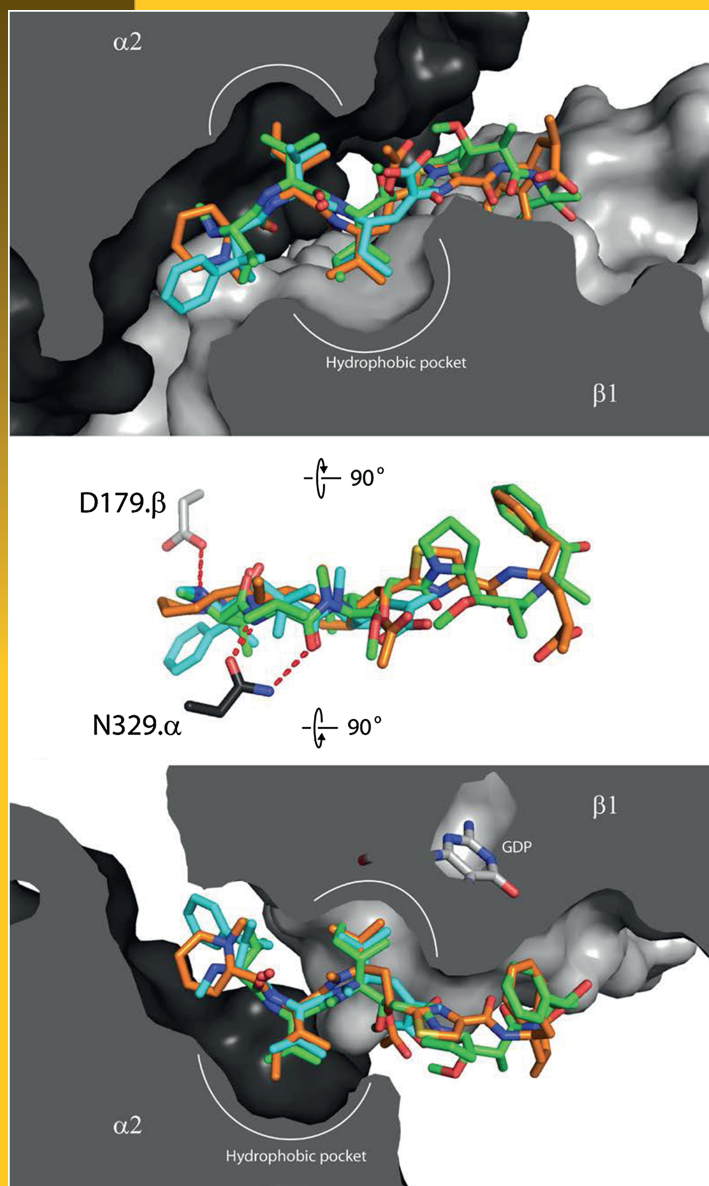 α2
Hydrophobic pocket
β1
90°
D179.β
N329.α
90°
β1
GDP
α2
Hydrophobic pocket